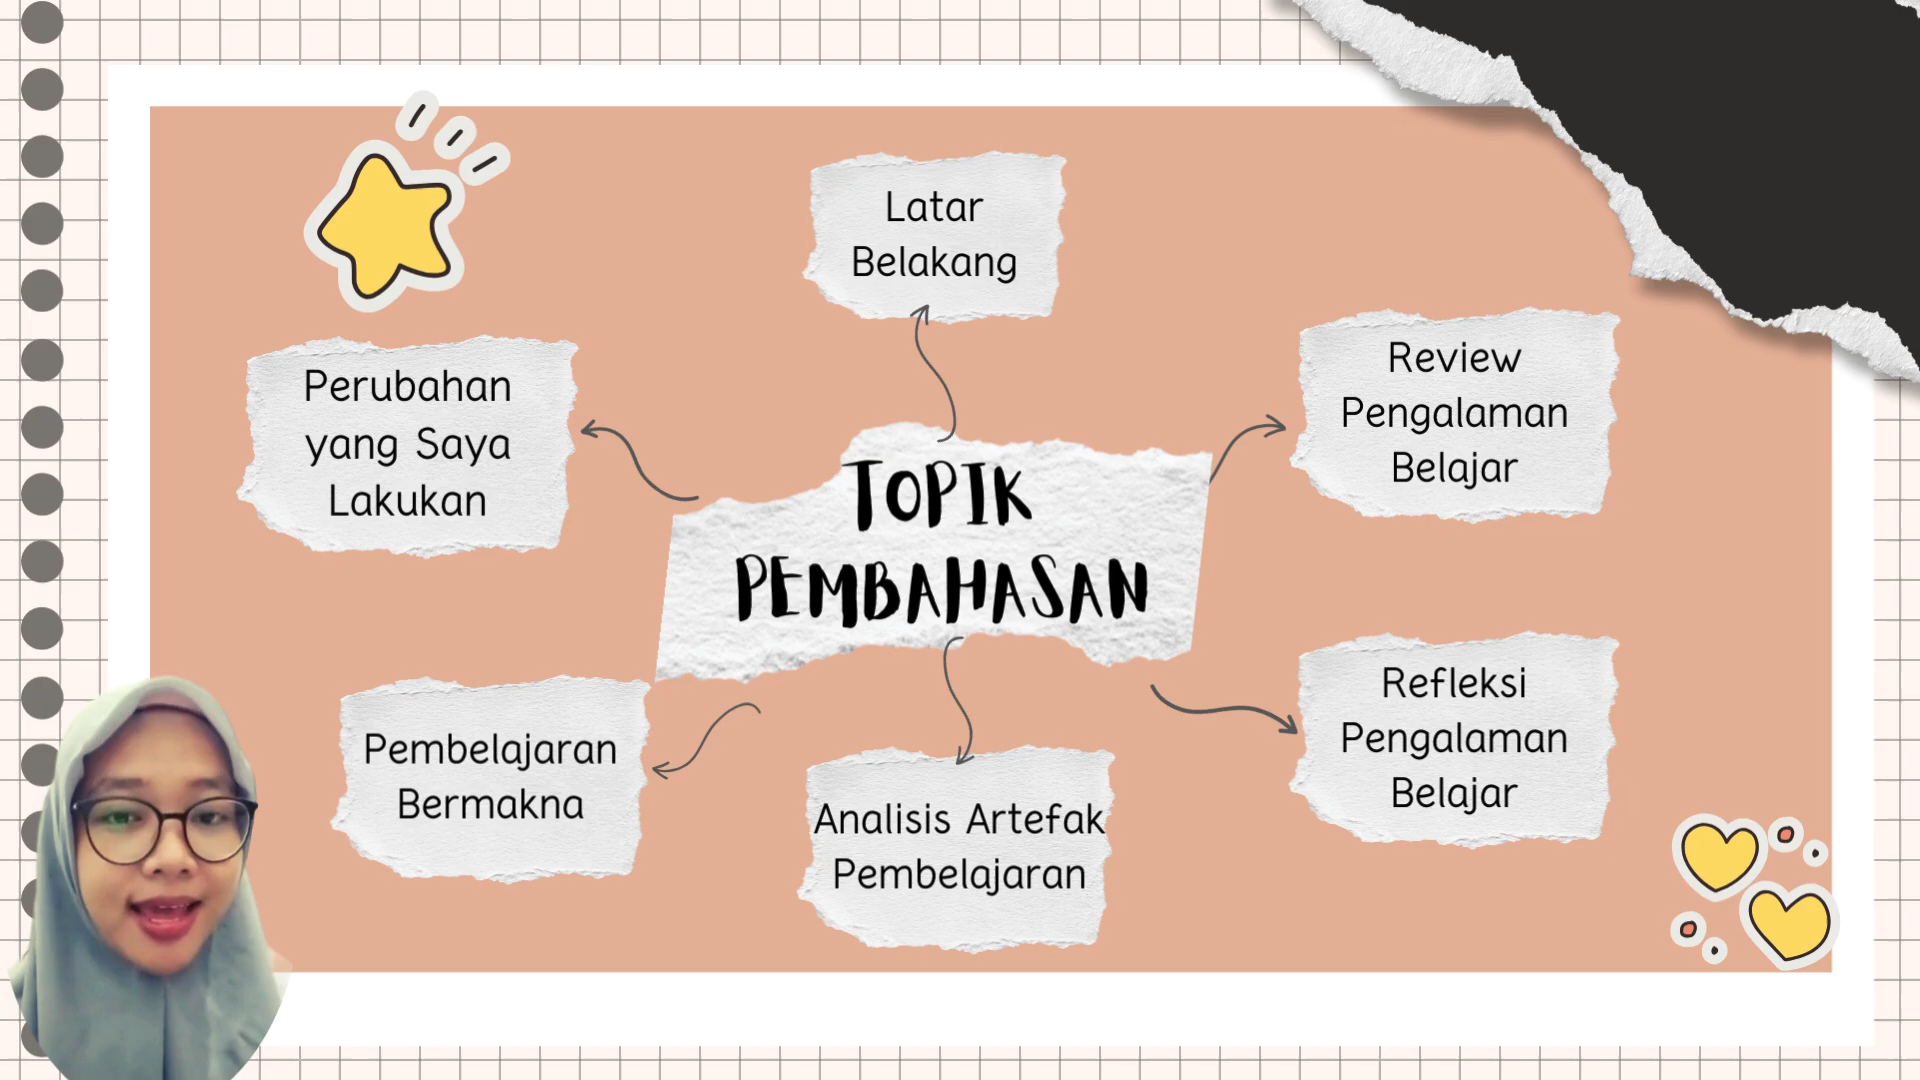 Latar
Belakang
Review
Pengalaman
Belajar
Perubahan
yang Saya
Lakukan
TOPIK
PEMBAHASAN
Refleksi
Pengalaman
Belajar
Pembelajaran
Bermakna
Analisis Artefak
Pembelajaran